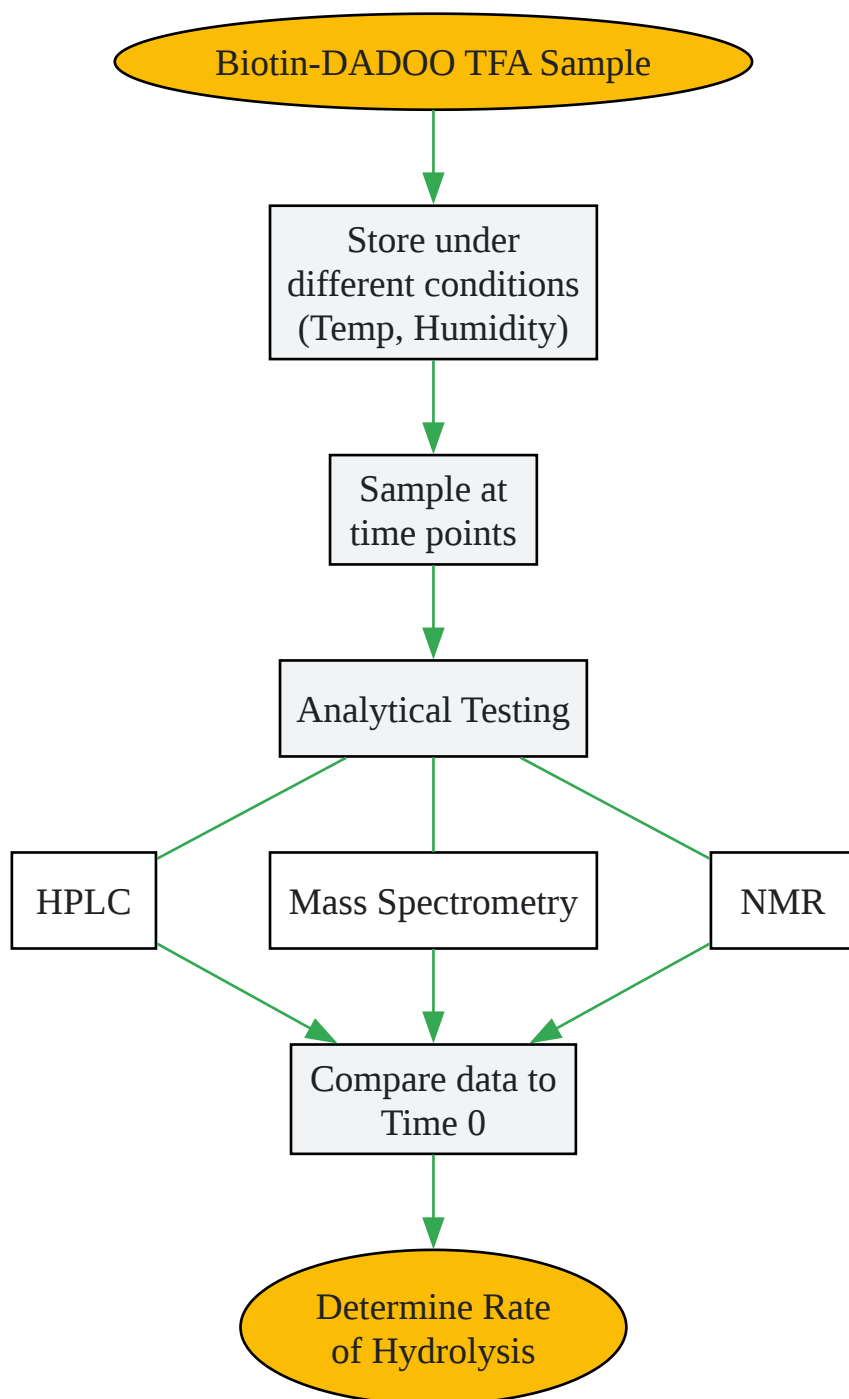 Biotin-DADOO TFA Sample
Store under
different conditions
(Temp, Humidity)
Sample at
time points
Analytical Testing
HPLC
Mass Spectrometry
NMR
Compare data to
Time 0
Determine Rate
of Hydrolysis